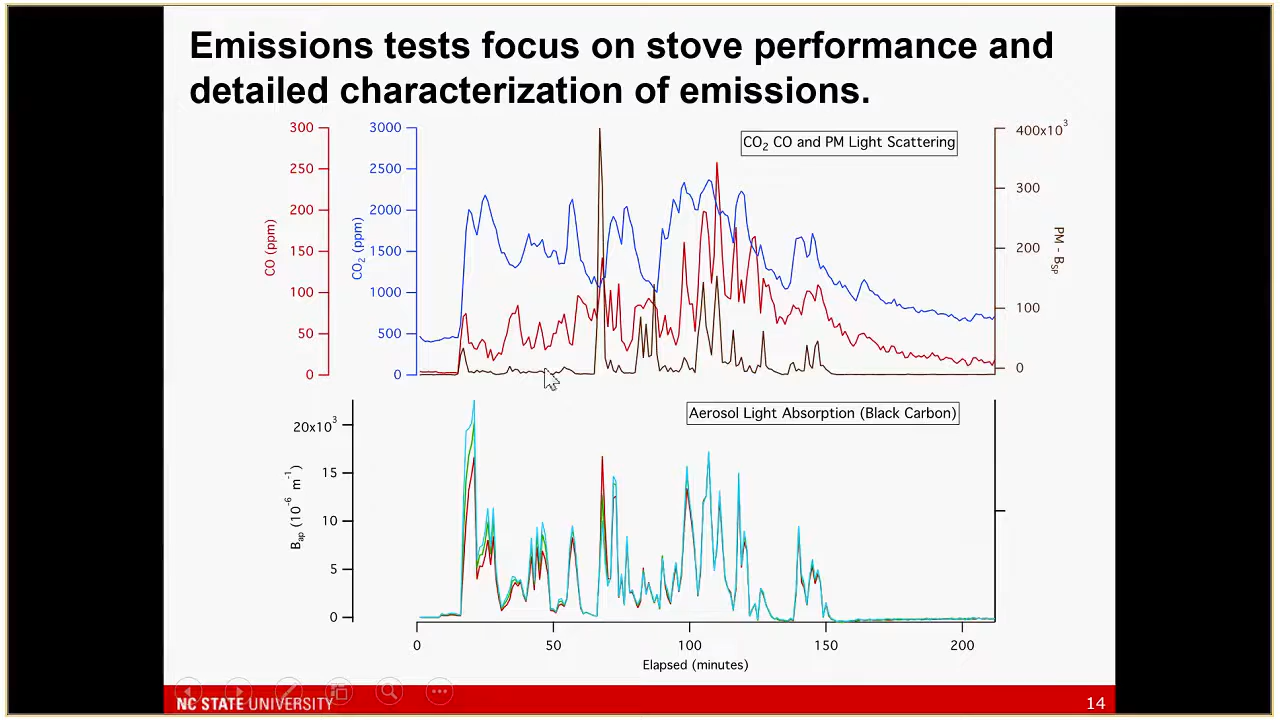 Emissions tests focus on stove performance and
detailed characterization of emissions.
300
250
200
150
100
50
0
CO (ppm)
3000
2500
2000
1500
1000
500
0
CO₂ (ppm)
CO₂ CO and PM Light Scattering
400x10³
300
200
100
0
PM - B_SP
Aerosol Light Absorption (Black Carbon)
20x10³
15
10
5
0
B_ap (10⁻⁶ m⁻¹)
0 50 100 150 200
Elapsed (minutes)
NC STATE UNIVERSITY
14